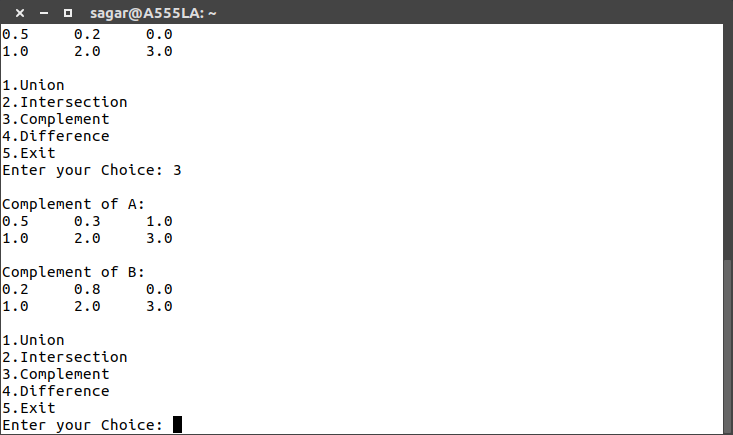 sagar@A555LA: ~
0.5 0.2 0.0
1.0 2.0 3.0
1.Union
2.Intersection
3.Complement
4.Difference
5.Exit
Enter your Choice: 3
Complement of A:
0.5 0.3 1.0
1.0 2.0 3.0
Complement of B:
0.2 0.8 0.0
1.0 2.0 3.0
1.Union
2.Intersection
3.Complement
4.Difference
5.Exit
Enter your Choice: